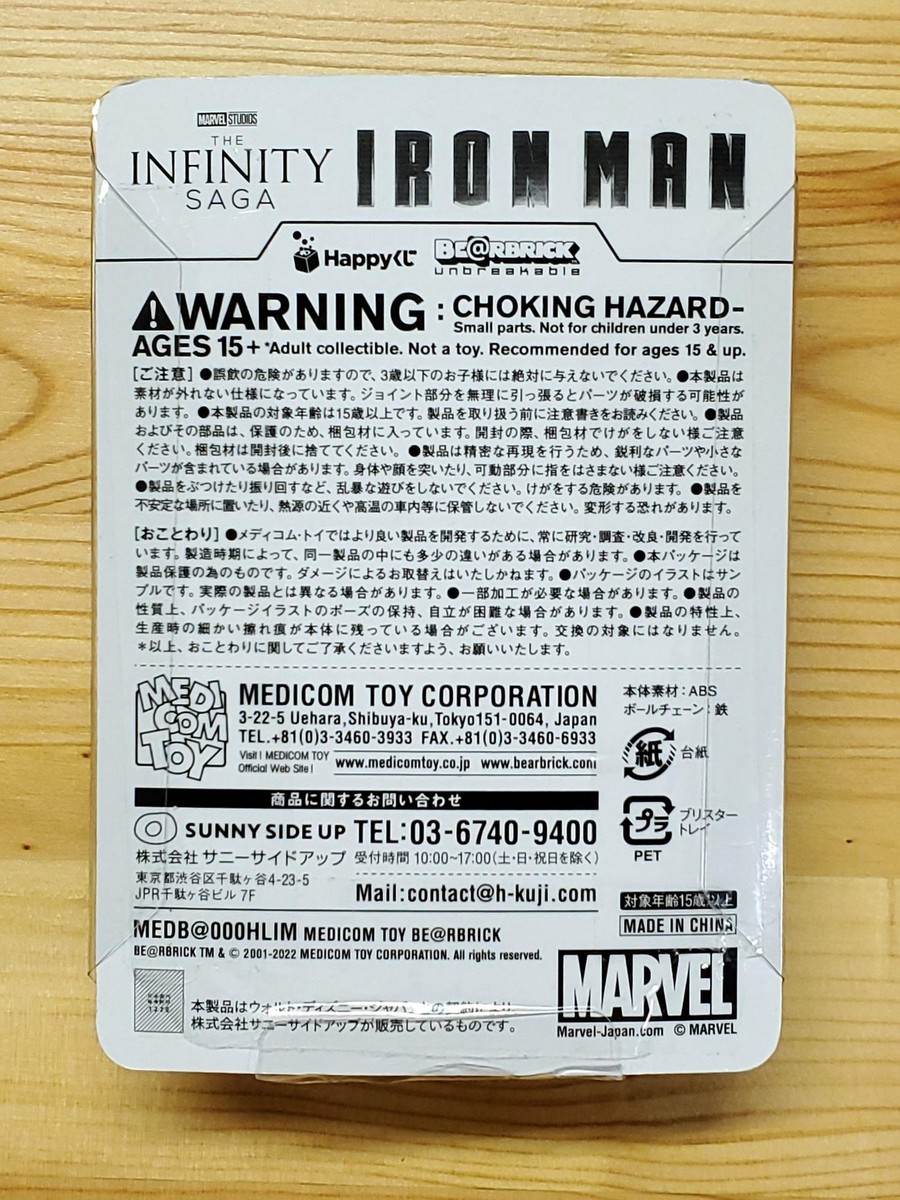 MARVEL STUDIOS
THE
INFINITY
SAGA
IRON MAN
Happyくじ
BE@RBRICK
unbreakable
WARNING : CHOKING HAZARD-
Small parts. Not for children under 3 years.
AGES 15+ *Adult collectible. Not a toy. Recommended for ages 15 & up.
[ご注意] ●誤飲の危険がありますので、3歳以下のお子様には絶対に与えないでください。●本製品は
素材が外れない仕様になっています。ジョイント部分を無理に引っ張るとパーツが破損する可能性が
あります。●本製品の対象年齢は15歳以上です。製品を取り扱う前に注意書きをお読みください。●製品
およびその部品は、保護のため、梱包材に入っています。開封の際、梱包材でけがをしない様ご注意
ください。梱包材は開封後に捨ててください。●製品は精密な再現を行うため、鋭利なパーツや小さな
パーツが含まれている場合があります。身体や顔を突いたり、可動部分に指をはさまない様ご注意ください。
●製品をぶつけたり振り回すなど、乱暴な遊びをしないでください。けがをする危険があります。●製品を
不安定な場所に置いたり、熱源の近くや高温の車内等に保管しないでください。変形する恐れがあります。
[おことわり] ●メディコム・トイではより良い製品を開発するために、常に研究・調査・改良・開発を行って
います。製造時期によって、同一製品の中にも多少の違いがある場合があります。●本パッケージは
製品保護の為のものです。ダメージによるお取替えはいたしかねます。●パッケージのイラストはサン
プルです。実際の製品とは異なる場合があります。●一部加工が必要な場合があります。●製品の
性質上、パッケージイラストのポーズの保持、自立が困難な場合があります。●製品の特性上、
生産時の細かい擦れ痕が本体に残っている場合がございます。交換の対象にはなりません。
*以上、おことわりに関してご了承くださいますよう、お願いいたします。
MEDI
COM
TOY
MEDICOM TOY CORPORATION
3-22-5 Uehara,Shibuya-ku,Tokyo151-0064, Japan
TEL.+81(0)3-3460-3933 FAX.+81(0)3-3460-6933
Visit! MEDICOM TOY
Official Web Site!
www.medicomtoy.co.jp www.bearbrick.com
本体素材:ABS
ボールチェーン:鉄
紙 台紙
プラ ブリスター
トレイ
PET
商品に関するお問い合わせ
SUNNY SIDE UP TEL:03-6740-9400
株式会社 サニーサイドアップ 受付時間 10:00~17:00(土・日・祝日を除く)
東京都渋谷区千駄ヶ谷4-23-5
JPR千駄ヶ谷ビル 7F
Mail:contact@h-kuji.com
対象年齢15歳以上
MADE IN CHINA
MEDB@000HLIM MEDICOM TOY BE@RBRICK
BE@RBRICK TM & © 2001-2022 MEDICOM TOY CORPORATION. All rights reserved.
本製品はウォルト・ディズニー・ジャパンとの契約により、
株式会社サニーサイドアップが販売しているものです。
MARVEL
Marvel-Japan.com © MARVEL